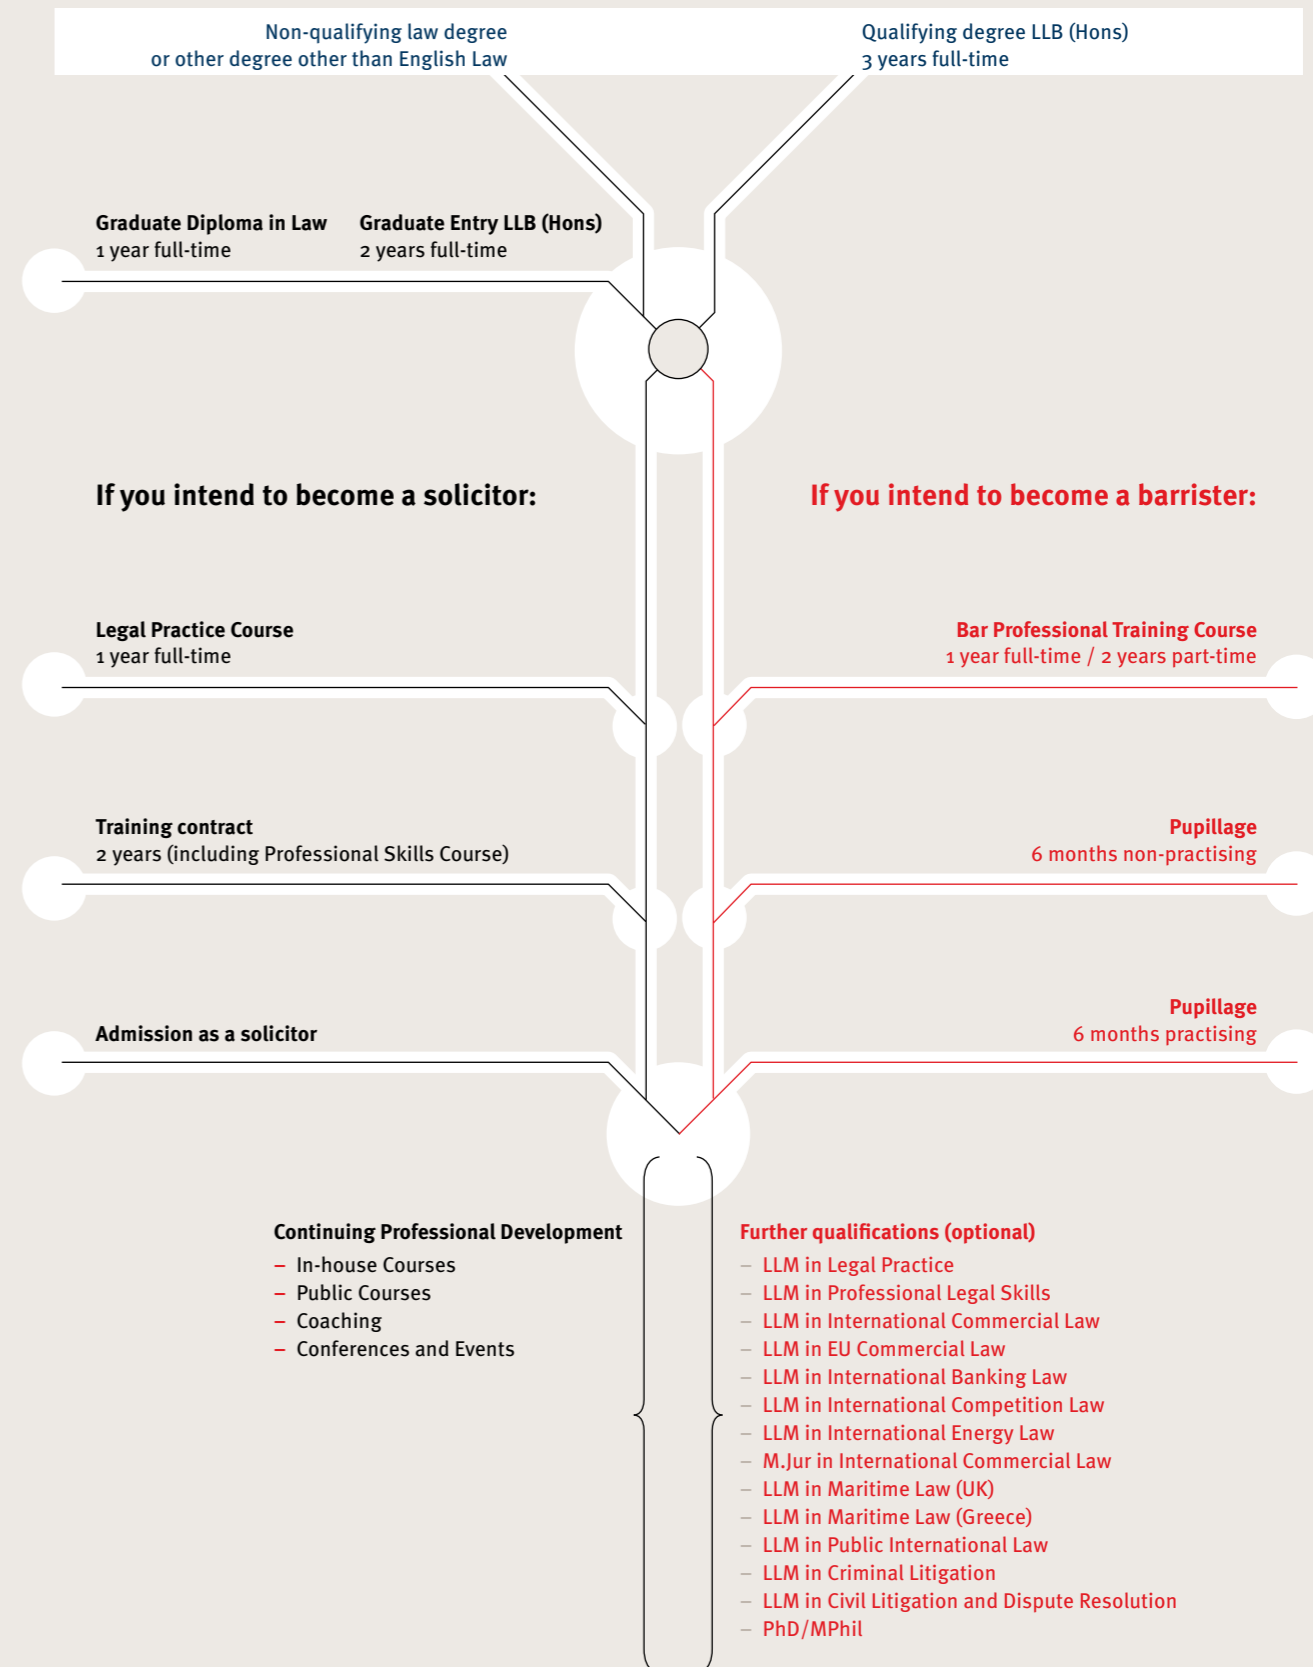 Non-qualifying law degree
or other degree other than English Law
Qualifying degree LLB (Hons)
3 years full-time
Graduate Diploma in Law
1 year full-time
Graduate Entry LLB (Hons)
2 years full-time
If you intend to become a solicitor:
If you intend to become a barrister:
Legal Practice Course
1 year full-time
Bar Professional Training Course
1 year full-time / 2 years part-time
Training contract
2 years (including Professional Skills Course)
Pupillage
6 months non-practising
Admission as a solicitor
Pupillage
6 months practising
Continuing Professional Development
– In-house Courses
– Public Courses
– Coaching
– Conferences and Events
Further qualifications (optional)
– LLM in Legal Practice
– LLM in Professional Legal Skills
– LLM in International Commercial Law
– LLM in EU Commercial Law
– LLM in International Banking Law
– LLM in International Competition Law
– LLM in International Energy Law
– M.Jur in International Commercial Law
– LLM in Maritime Law (UK)
– LLM in Maritime Law (Greece)
– LLM in Public International Law
– LLM in Criminal Litigation
– LLM in Civil Litigation and Dispute Resolution
– PhD/MPhil